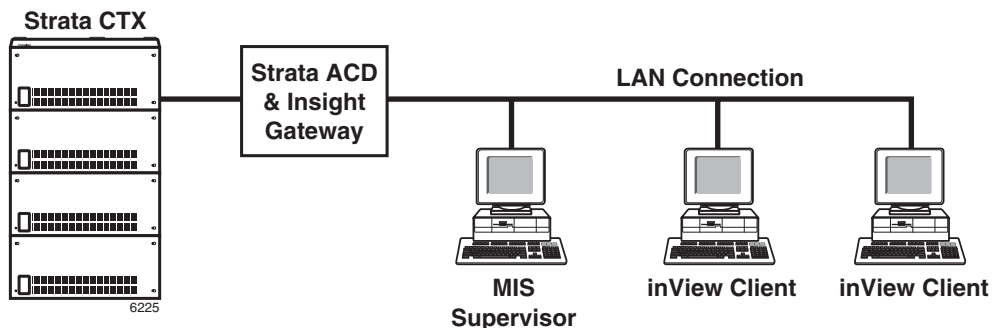 Strata CTX
Strata ACD
& Insight
Gateway
LAN Connection
MIS
Supervisor
inView Client
inView Client
6225